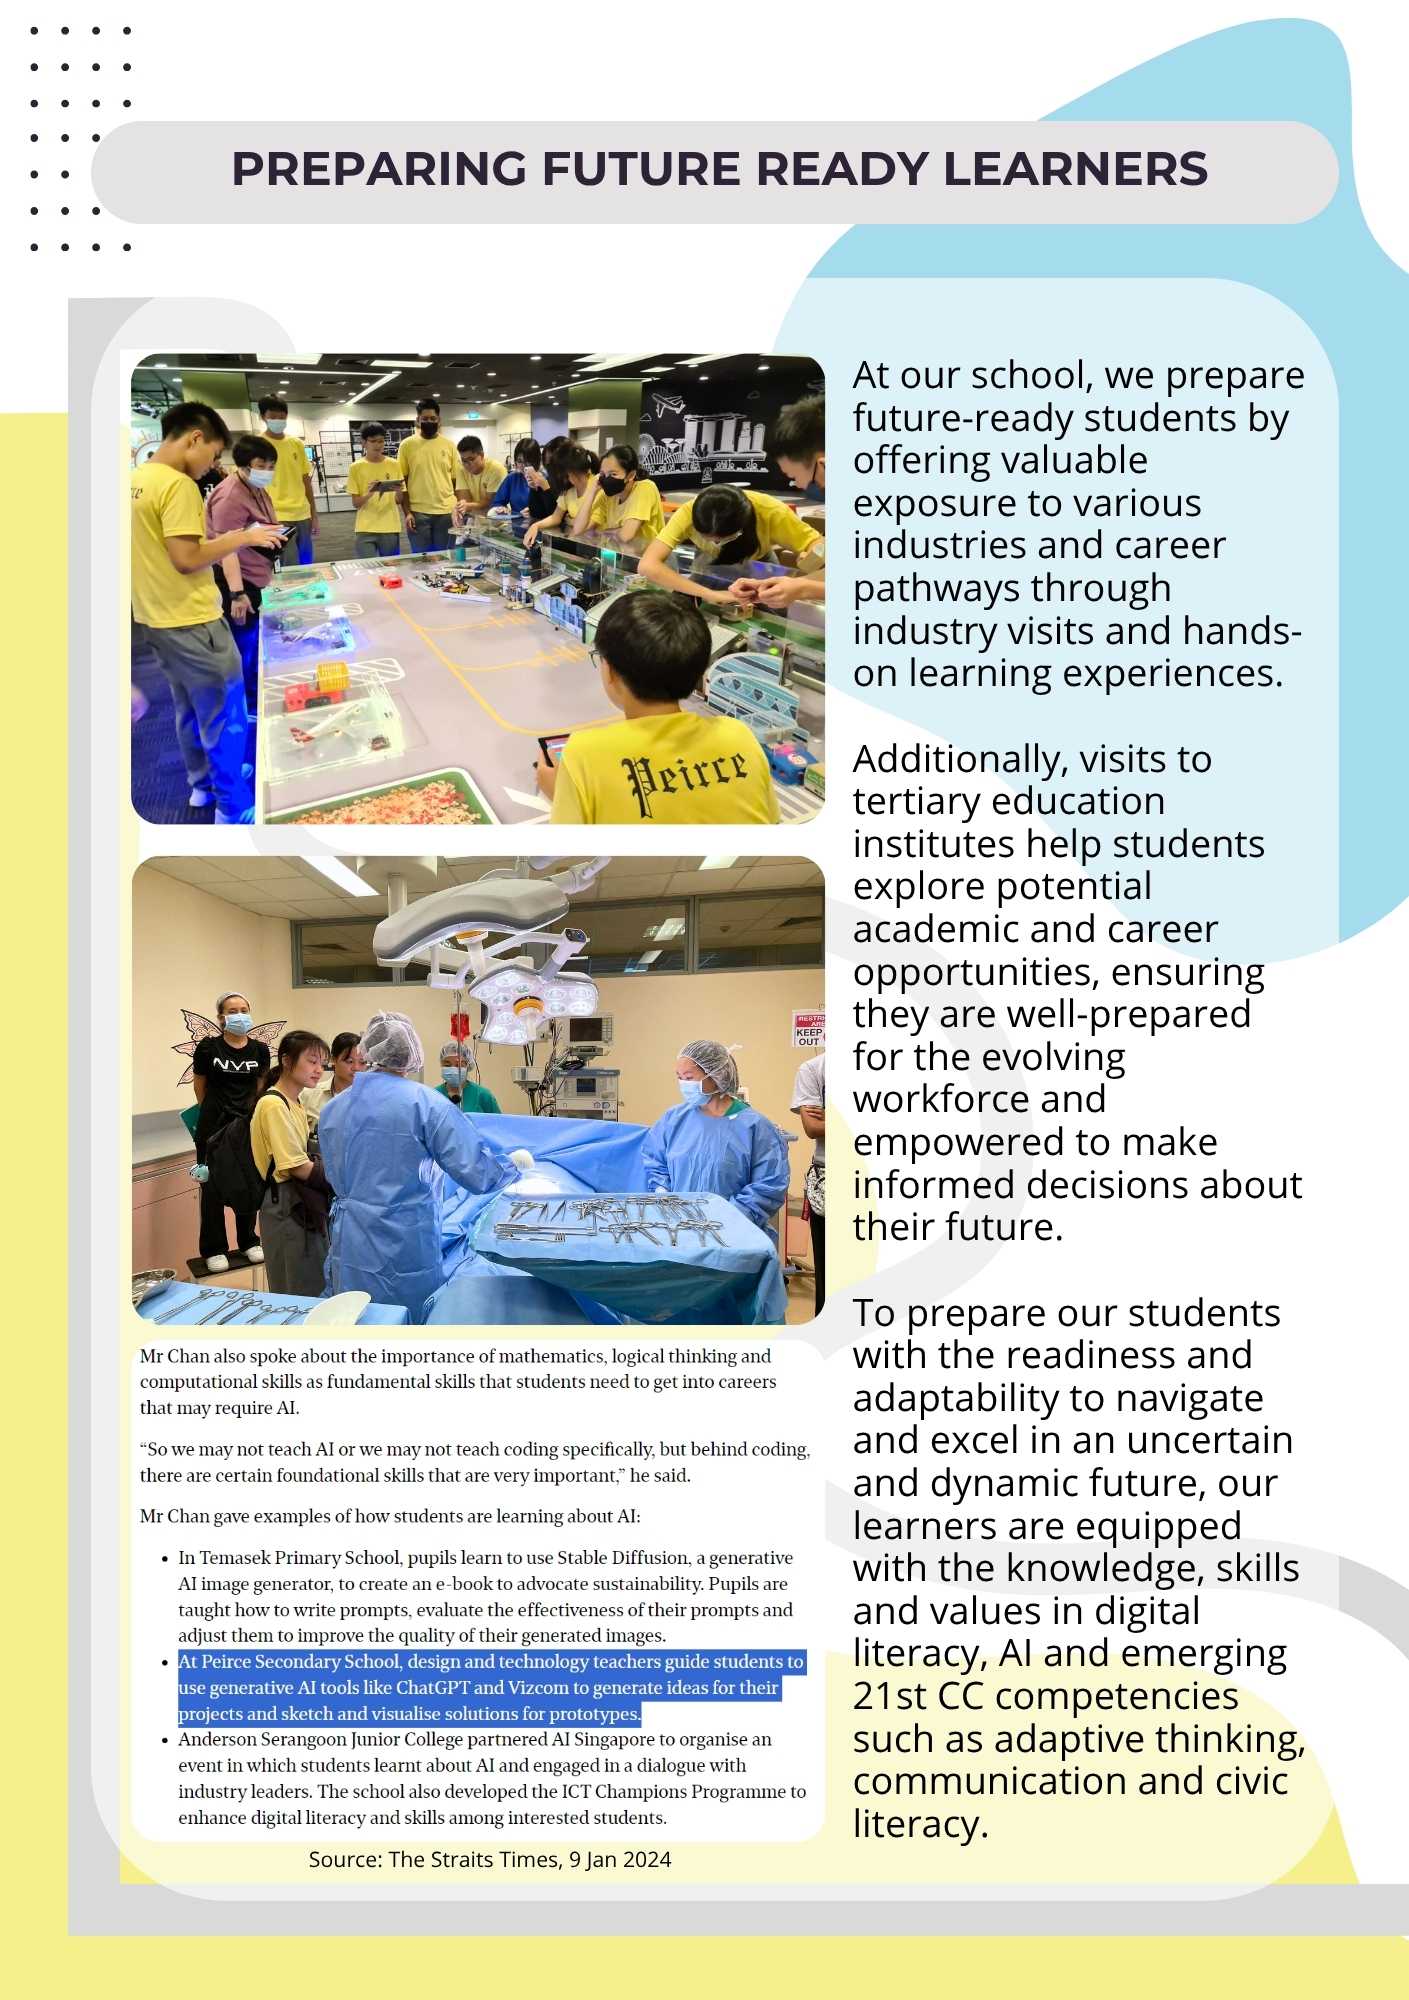 PREPARING FUTURE READY LEARNERS
Peirce
NVP
RESTRI
ARE
KEEP
OUT
Mr Chan also spoke about the importance of mathematics, logical thinking and
computational skills as fundamental skills that students need to get into careers
that may require AI.
“So we may not teach AI or we may not teach coding specifically, but behind coding,
there are certain foundational skills that are very important,” he said.
Mr Chan gave examples of how students are learning about AI:
• In Temasek Primary School, pupils learn to use Stable Diffusion, a generative
AI image generator, to create an e-book to advocate sustainability. Pupils are
taught how to write prompts, evaluate the effectiveness of their prompts and
adjust them to improve the quality of their generated images.
• At Peirce Secondary School, design and technology teachers guide students to
use generative AI tools like ChatGPT and Vizcom to generate ideas for their
projects and sketch and visualise solutions for prototypes.
• Anderson Serangoon Junior College partnered AI Singapore to organise an
event in which students learnt about AI and engaged in a dialogue with
industry leaders. The school also developed the ICT Champions Programme to
enhance digital literacy and skills among interested students.
Source: The Straits Times, 9 Jan 2024
At our school, we prepare
future-ready students by
offering valuable
exposure to various
industries and career
pathways through
industry visits and hands-
on learning experiences.
Additionally, visits to
tertiary education
institutes help students
explore potential
academic and career
opportunities, ensuring
they are well-prepared
for the evolving
workforce and
empowered to make
informed decisions about
their future.
To prepare our students
with the readiness and
adaptability to navigate
and excel in an uncertain
and dynamic future, our
learners are equipped
with the knowledge, skills
and values in digital
literacy, AI and emerging
21st CC competencies
such as adaptive thinking,
communication and civic
literacy.